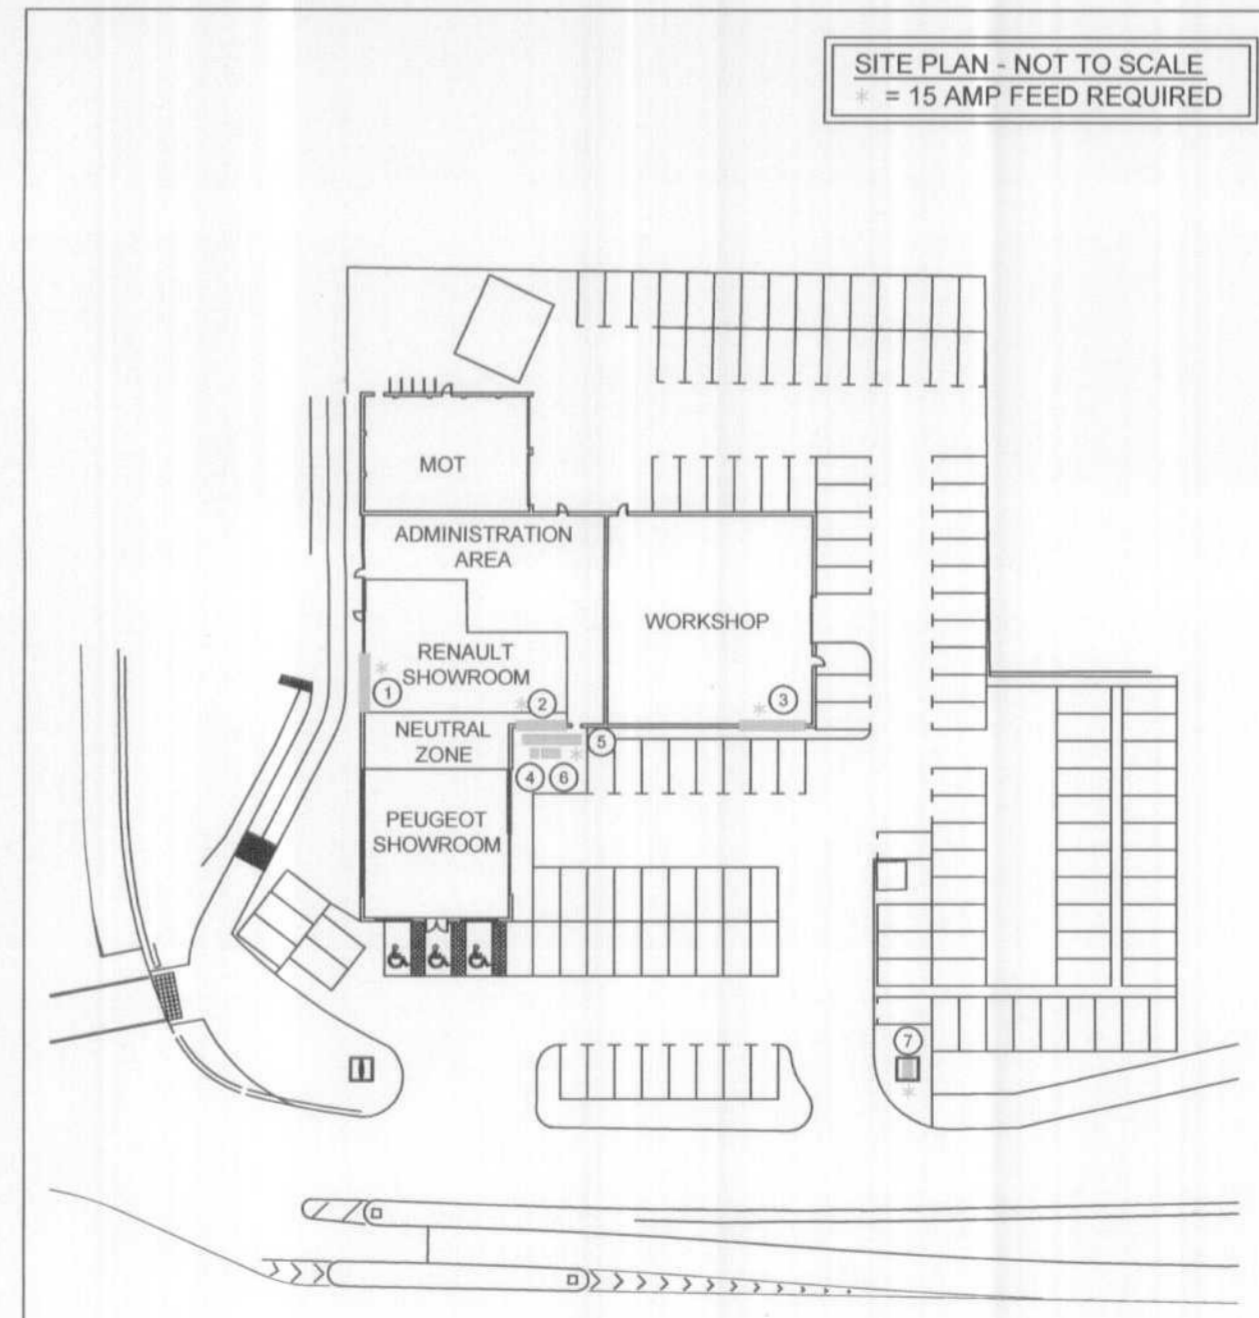 SITE PLAN - NOT TO SCALE
* = 15 AMP FEED REQUIRED
MOT
ADMINISTRATION
AREA
WORKSHOP
RENAULT
SHOWROOM
*
1
*
2
*
3
NEUTRAL
ZONE
5
*
4
6
PEUGEOT
SHOWROOM
7
*